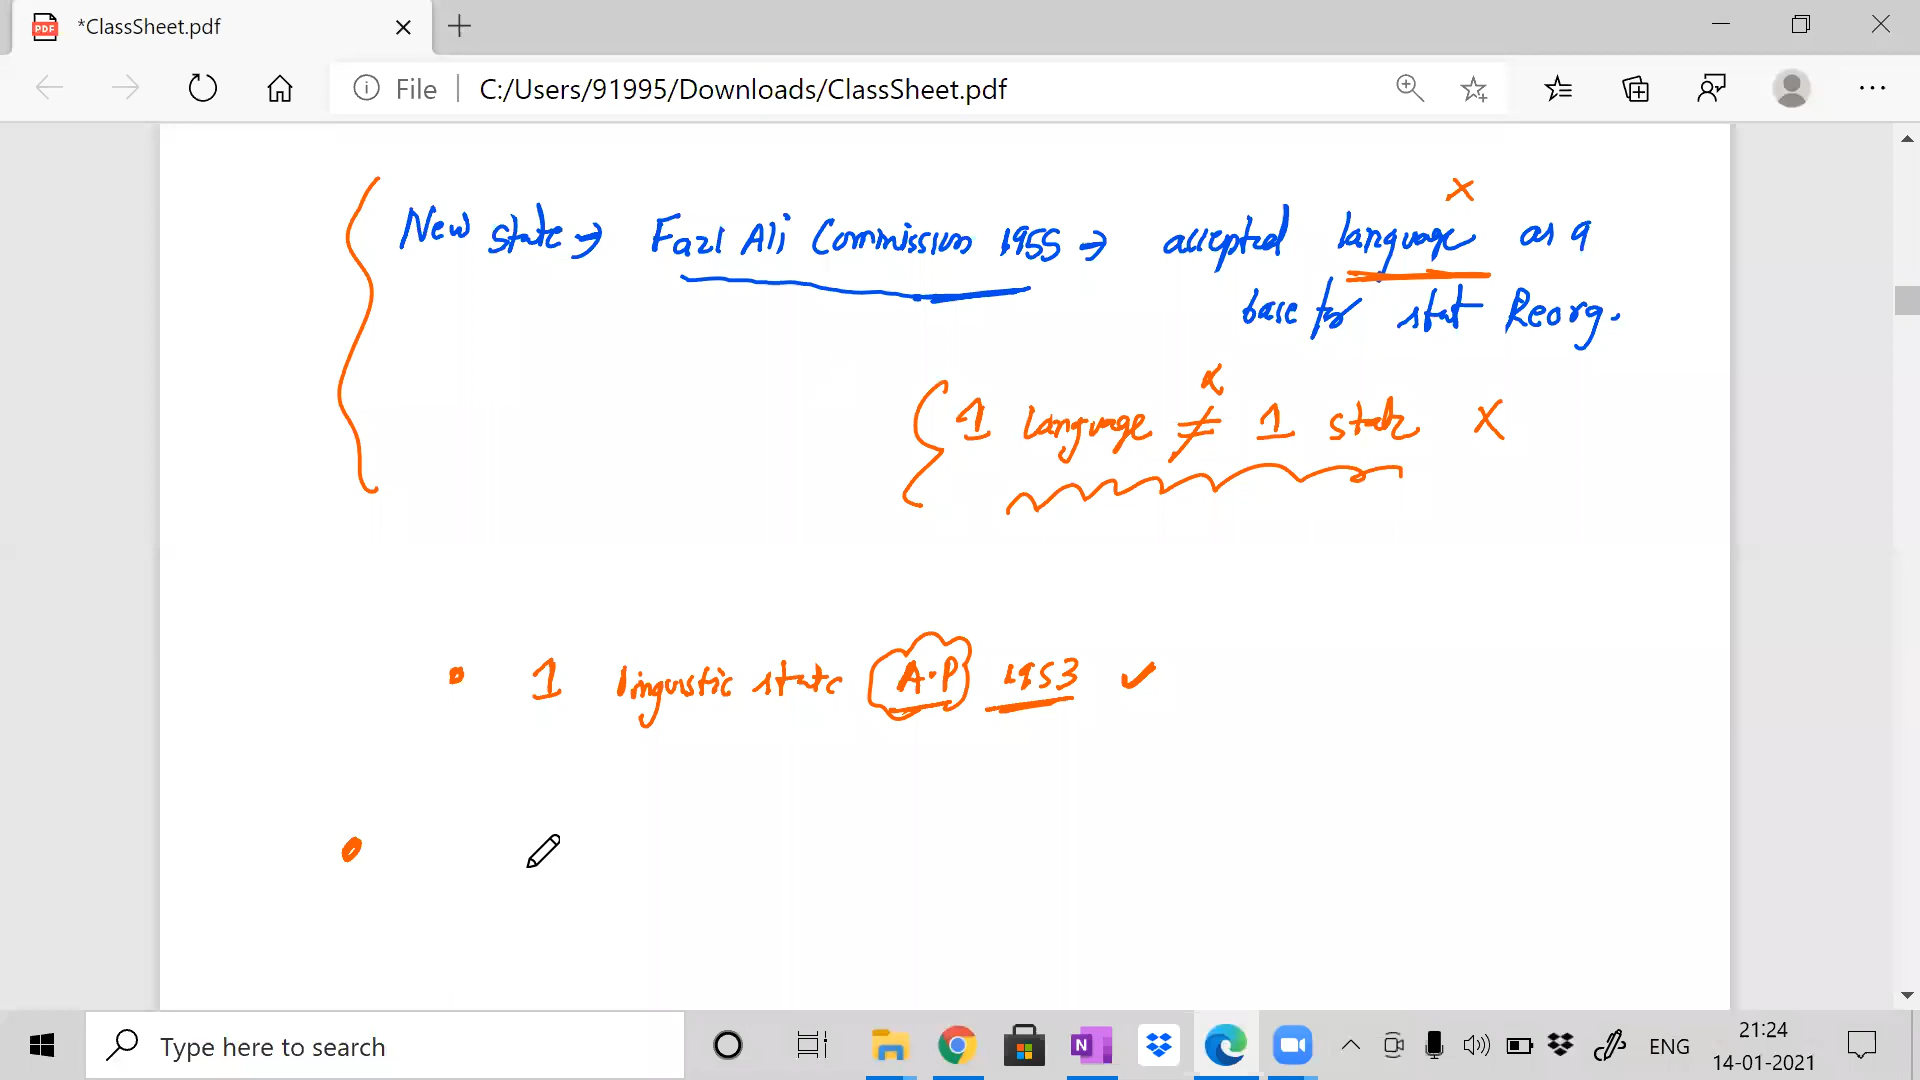 *ClassSheet.pdf
File | C:/Users/91995/Downloads/ClassSheet.pdf
x
New state → Fazl Ali Commission 1955 → accepted language as a
base for stat Reorg.
1 language ≠ 1 state X
• 1 linguistic state A.P 1953 ✓
•
Type here to search
ENG
21:24
14-01-2021